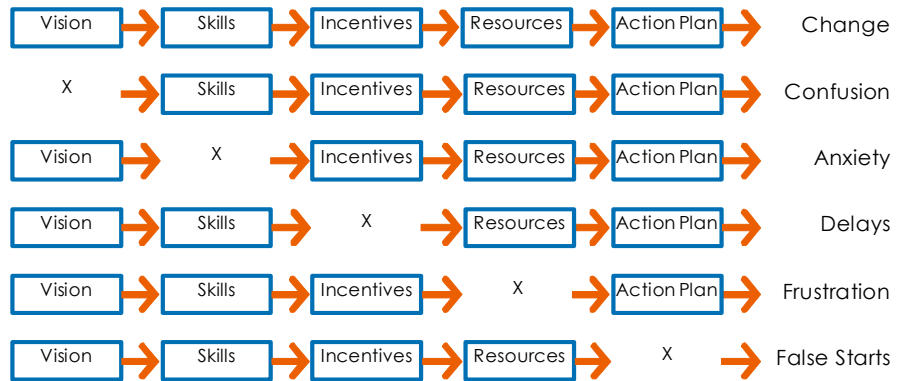 Vision Skills Incentives Resources Action Plan Change
X Skills Incentives Resources Action Plan Confusion
Vision X Incentives Resources Action Plan Anxiety
Vision Skills X Resources Action Plan Delays
Vision Skills Incentives X Action Plan Frustration
Vision Skills Incentives Resources X False Starts